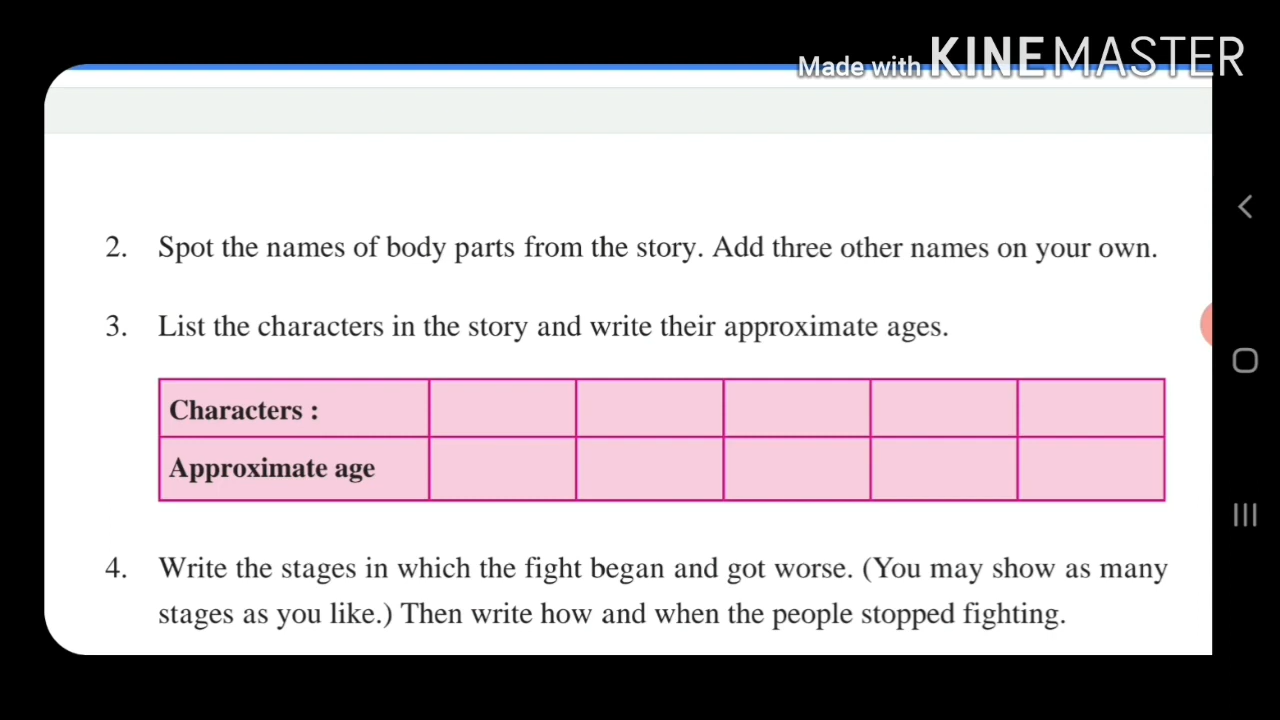 Made with KINEMASTER
2. Spot the names of body parts from the story. Add three other names on your own.
3. List the characters in the story and write their approximate ages.
Characters :
Approximate age
4. Write the stages in which the fight began and got worse. (You may show as many
stages as you like.) Then write how and when the people stopped fighting.